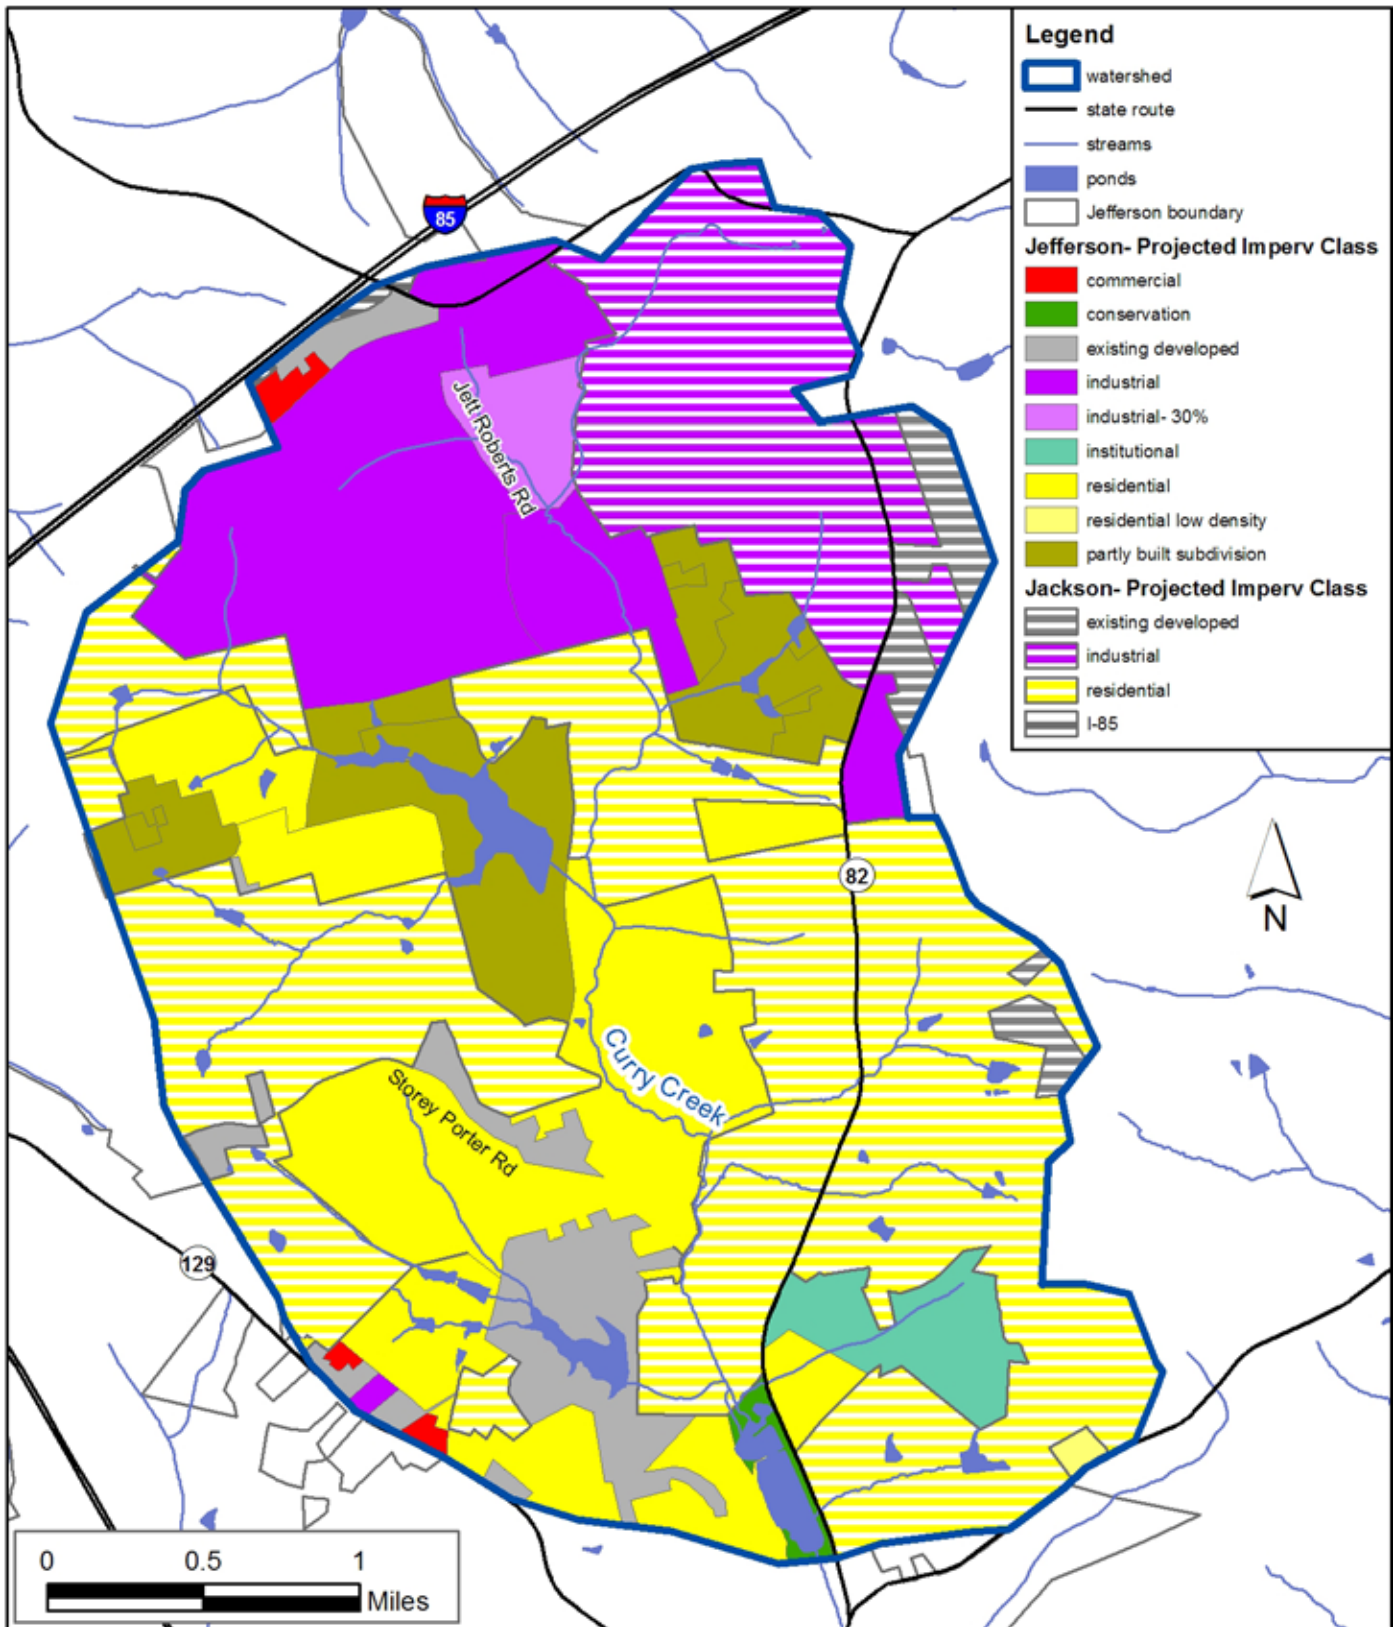 Legend
watershed
state route
streams
ponds
Jefferson boundary
Jefferson- Projected Imperv Class
commercial
conservation
existing developed
industrial
industrial- 30%
institutional
residential
residential low density
partly built subdivision
Jackson- Projected Imperv Class
existing developed
industrial
residential
I-85
85
Jett Roberts Rd
82
N
Curry Creek
Storey Porter Rd
129
0 0.5 1
Miles